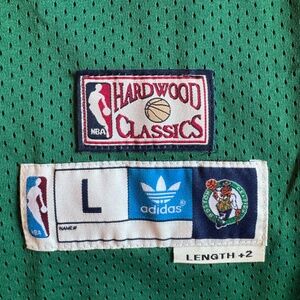 HARDWOOD
NBA
CLASSICS
L
adidas
NBA
NAME/#
LENGTH +2